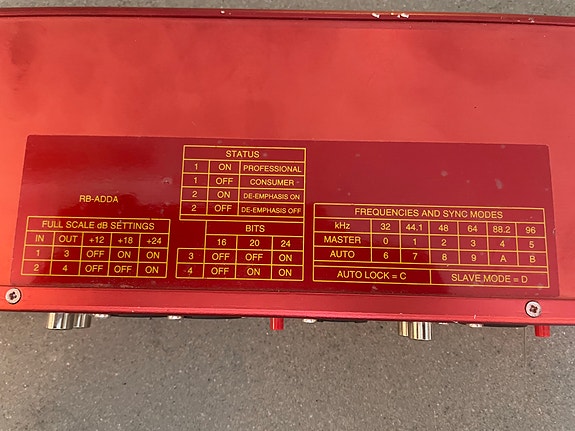 RB-ADDA
FULL SCALE dB SETTINGS
IN OUT +12 +18 +24
1 3 OFF ON ON
2 4 OFF OFF ON
STATUS
1 ON PROFESSIONAL
1 OFF CONSUMER
2 ON DE-EMPHASIS ON
2 OFF DE-EMPHASIS OFF
BITS
16 20 24
3 OFF OFF ON
4 ON ON ON
FREQUENCIES AND SYNC MODES
kHz 32 44.1 48 64 88.2 96
MASTER 0 1 2 3 4 5
AUTO 6 7 8 9 A B
AUTO LOCK = C SLAVE MODE = D